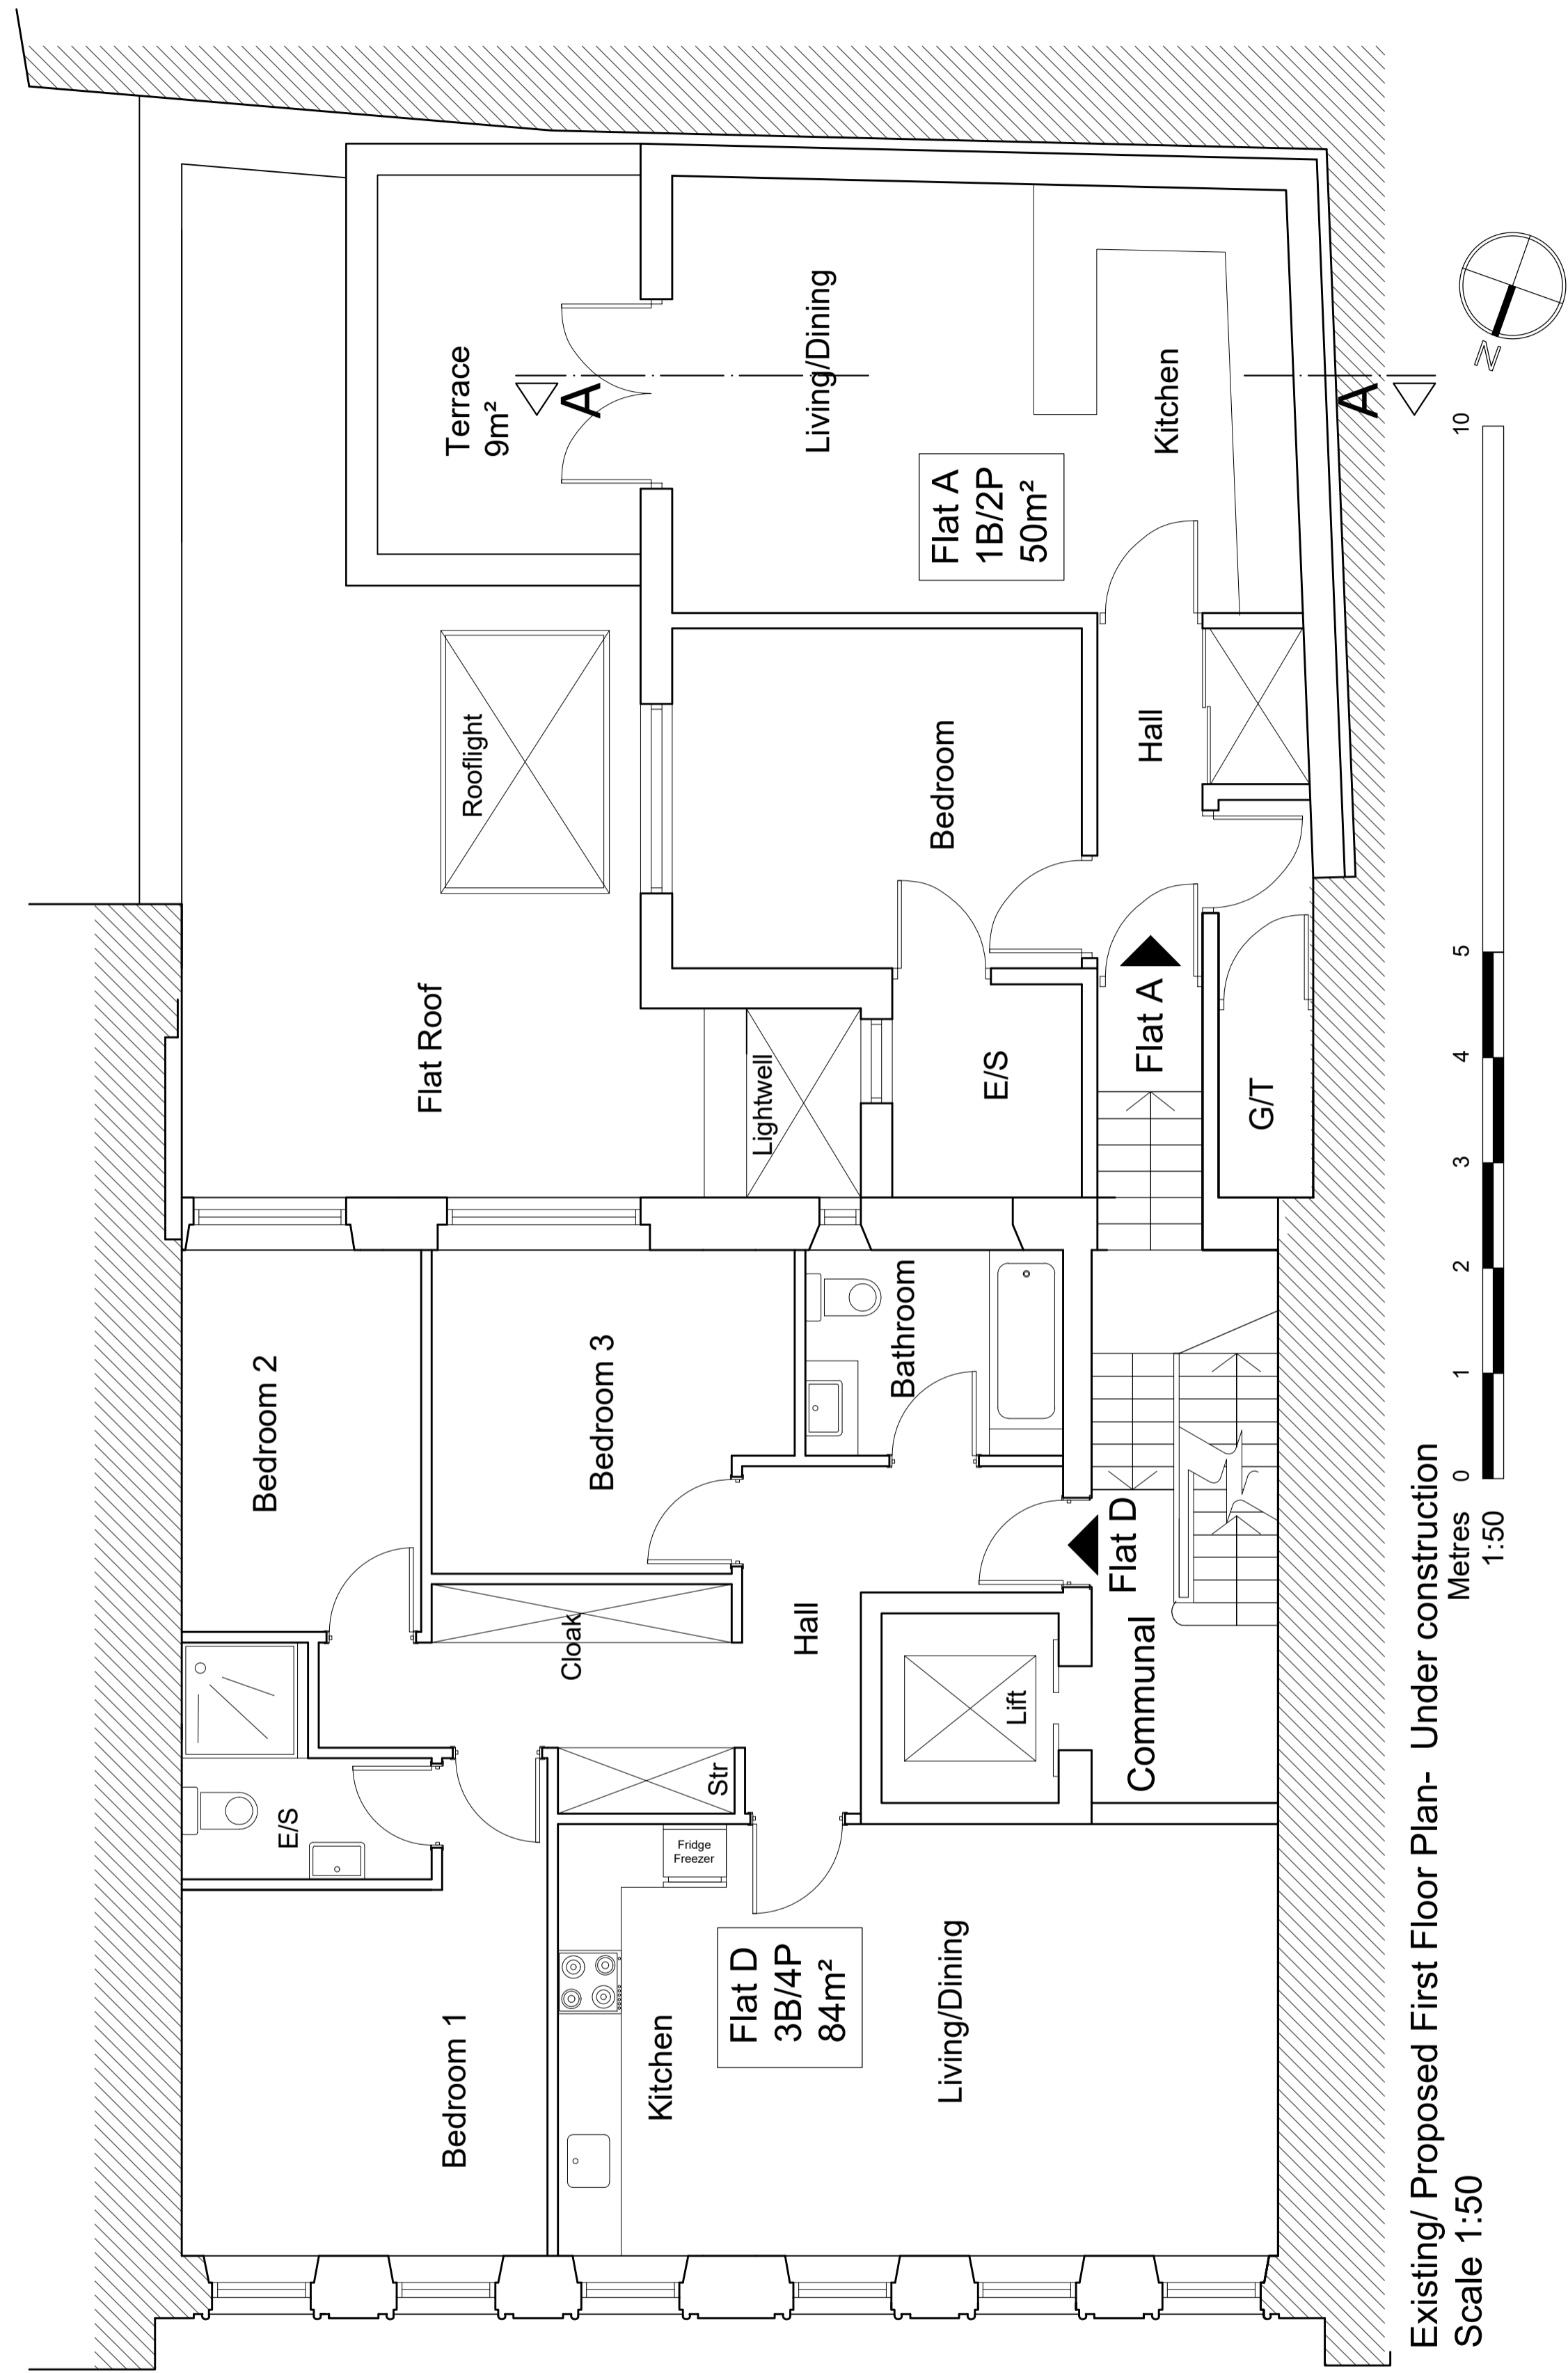 Bedroom 2
E/S
Bedroom 1
Flat Roof
Rooflight
Terrace
9m²
A
Bedroom 3
Cloak
Str
Fridge
Freezer
Kitchen
Flat D
3B/4P
84m²
Living/Dining
Hall
Lift
Bathroom
Lightwell
E/S
Bedroom
Living/Dining
Flat A
1B/2P
50m²
Kitchen
Hall
Flat A
G/T
Flat D
Communal
A
Existing/ Proposed First Floor Plan- Under construction
Scale 1:50
Metres 0 1 2 3 4 5 10
1:50
N